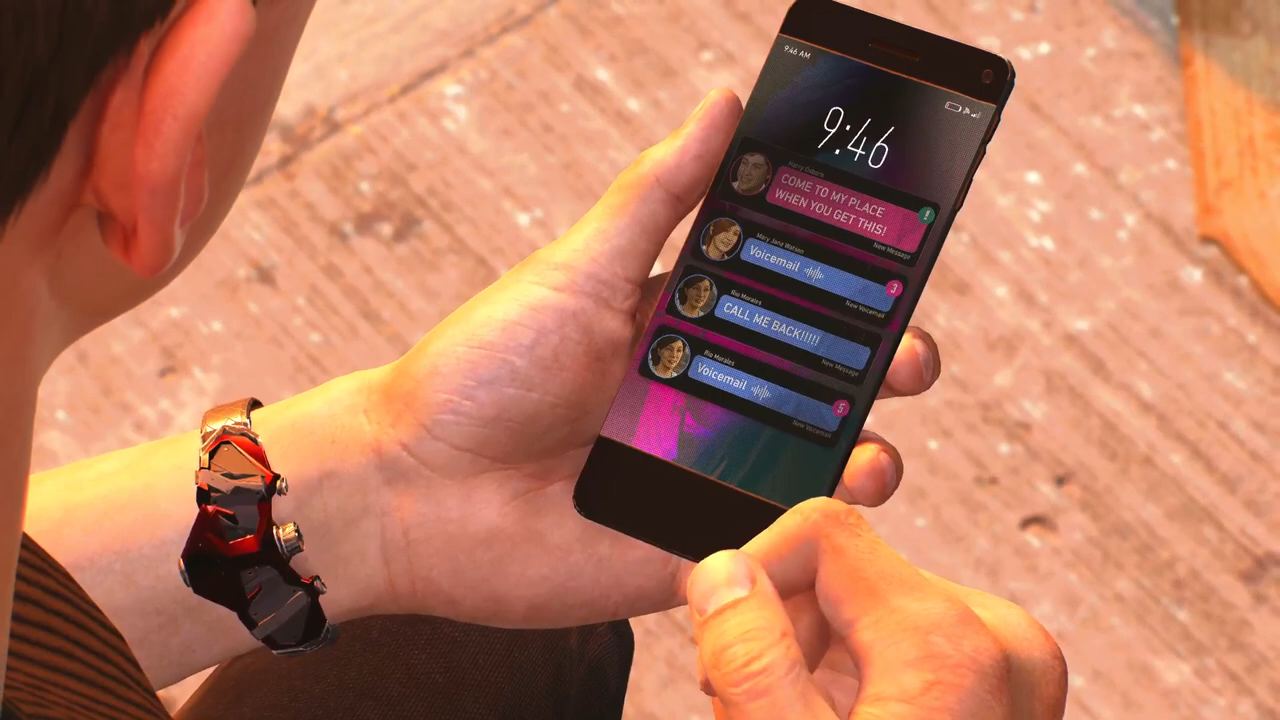 9:46 AM
9:46
Harry Osborn
COME TO MY PLACE
WHEN YOU GET THIS!
!
New Message
Mary Jane Watson
Voicemail
3
New Voicemail
Rio Morales
CALL ME BACK!!!!!
New Message
Rio Morales
Voicemail
5
New Voicemail